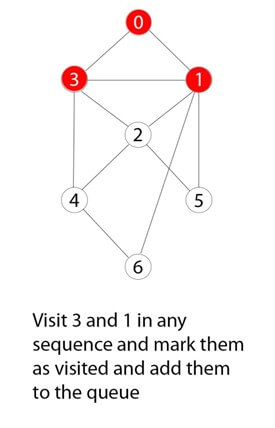 0
3 1
2
4 5
6
Visit 3 and 1 in any
sequence and mark them
as visited and add them
to the queue